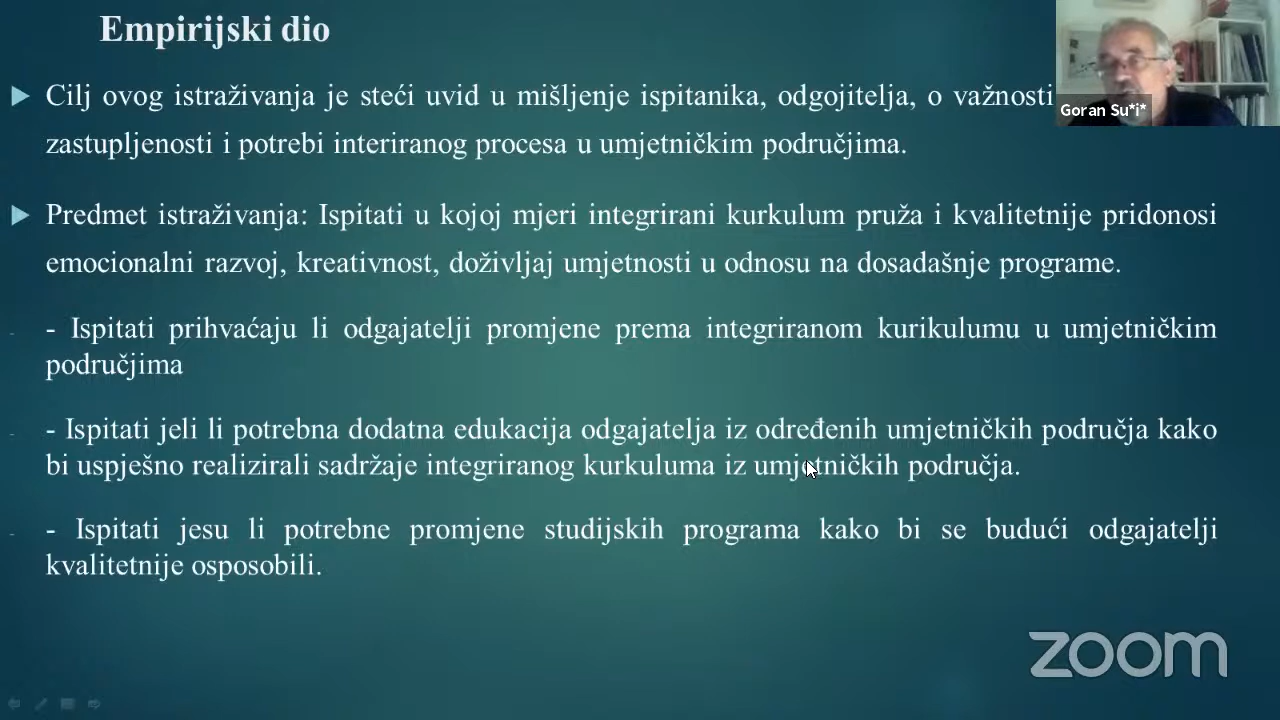 Empirijski dio
Cilj ovog istraživanja je steći uvid u mišljenje ispitanika, odgojitelja, o važnosti
zastupljenosti i potrebi interiranog procesa u umjetničkim područjima.
Goran Su*i*
Predmet istraživanja: Ispitati u kojoj mjeri integrirani kurkulum pruža i kvalitetnije pridonosi
emocionalni razvoj, kreativnost, doživljaj umjetnosti u odnosu na dosadašnje programe.
- Ispitati prihvaćaju li odgajatelji promjene prema integriranom kurikulumu u umjetničkim
područjima
- Ispitati jeli li potrebna dodatna edukacija odgajatelja iz određenih umjetničkih područja kako
bi uspješno realizirali sadržaje integriranog kurkuluma iz umjetničkih područja.
- Ispitati jesu li potrebne promjene studijskih programa kako bi se budući odgajatelji
kvalitetnije osposobili.
zoom